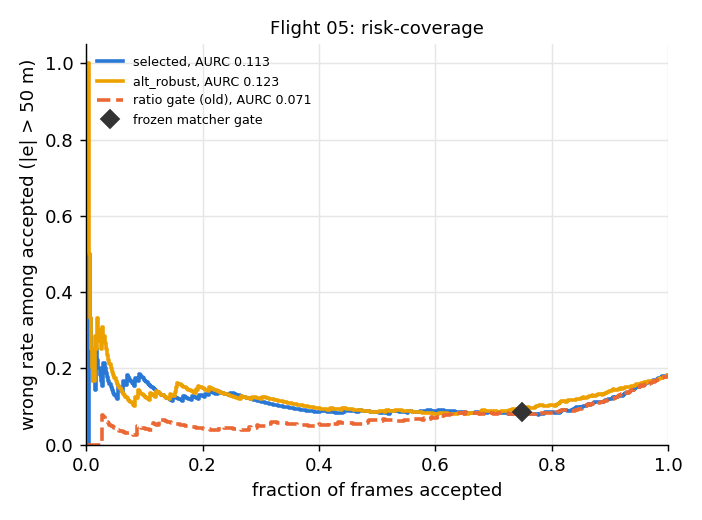 Flight 05: risk-coverage
wrong rate among accepted (|e| > 50 m)
1.0
0.8
0.6
0.4
0.2
0.0
selected, AURC 0.113
alt_robust, AURC 0.123
ratio gate (old), AURC 0.071
frozen matcher gate
0.0 0.2 0.4 0.6 0.8 1.0
fraction of frames accepted